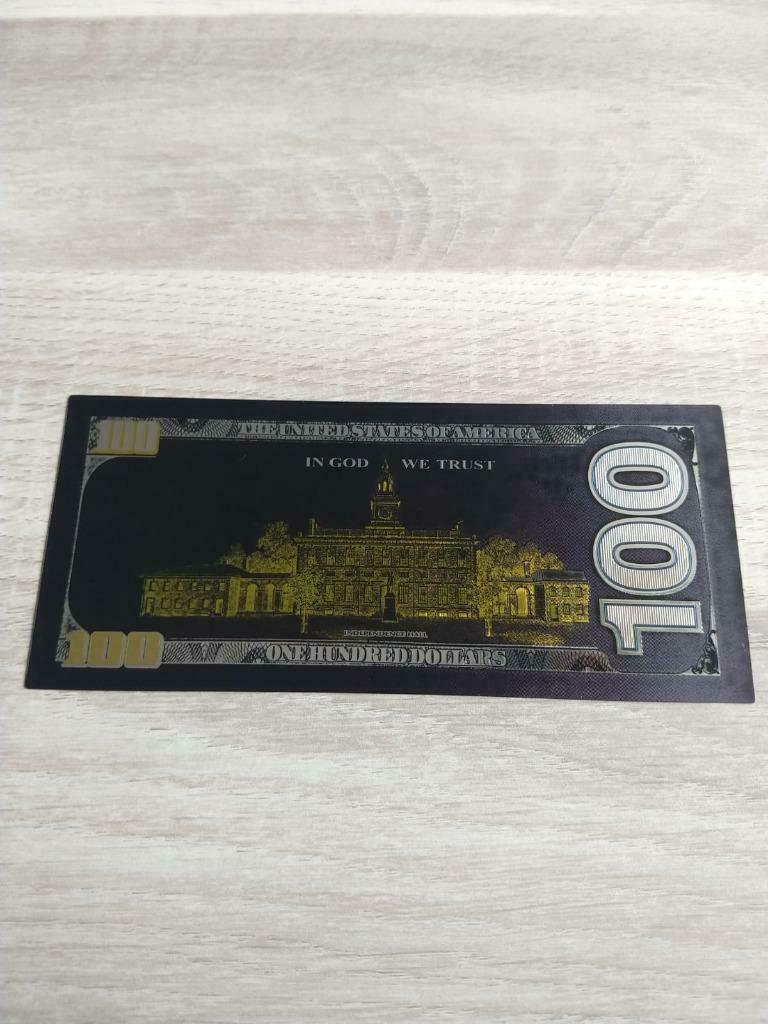 100
THE UNITED STATES OF AMERICA
IN GOD WE TRUST
100
INDEPENDENCE HALL
100
ONE HUNDRED DOLLARS